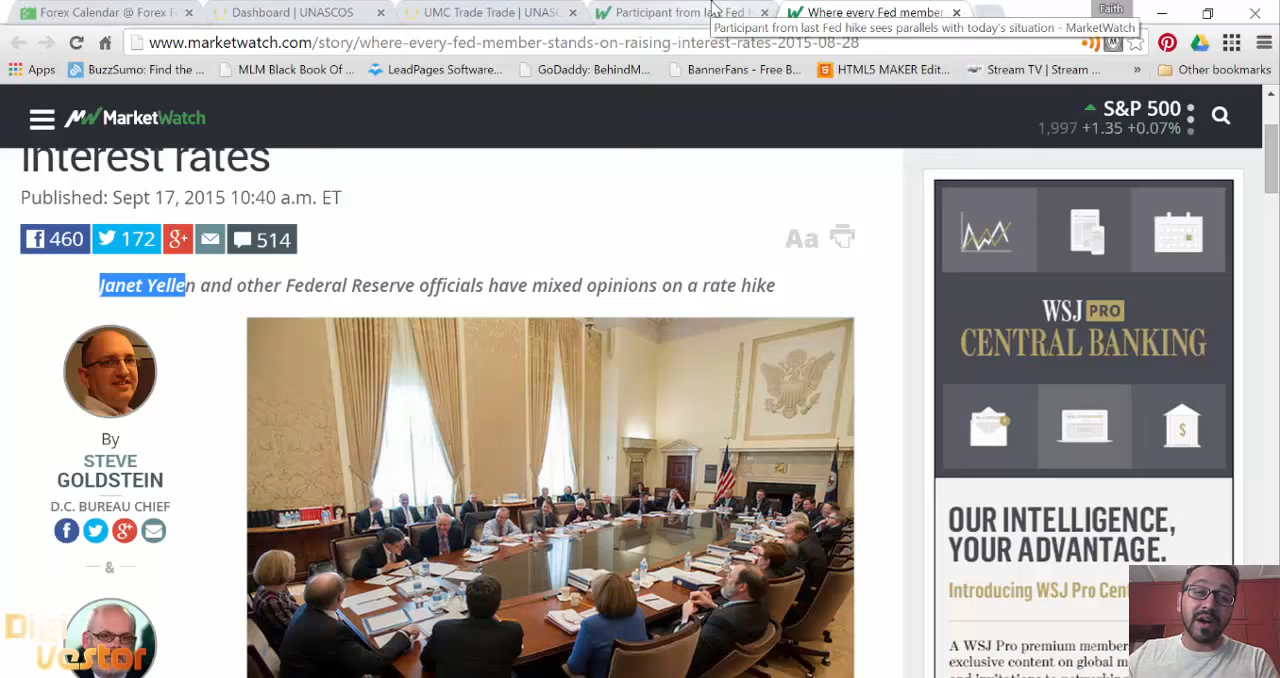 Forex Calendar @ Forex F
Dashboard | UNASCOS
UMC Trade Trade | UNASC
Participant from last Fed
Where every Fed member
Faith
Participant from last Fed hike sees parallels with today's situation - MarketWatch
www.marketwatch.com/story/where-every-fed-member-stands-on-raising-interest-rates-2015-08-28
Apps
BuzzSumo: Find the ...
MLM Black Book Of ...
LeadPages Software...
GoDaddy: BehindM...
BannerFans - Free B...
HTML5 MAKER Edit...
Stream TV | Stream ...
»
Other bookmarks
MarketWatch
S&P 500
1,997 +1.35 +0.07%
interest rates
Published: Sept 17, 2015 10:40 a.m. ET
460
172
g+
514
Aa
Janet Yellen and other Federal Reserve officials have mixed opinions on a rate hike
By
STEVE
GOLDSTEIN
D.C. BUREAU CHIEF
&
Digi
Vestor
WSJ PRO
CENTRAL BANKING
OUR INTELLIGENCE,
YOUR ADVANTAGE.
Introducing WSJ Pro Cent
A WSJ Pro premium member
exclusive content on global m